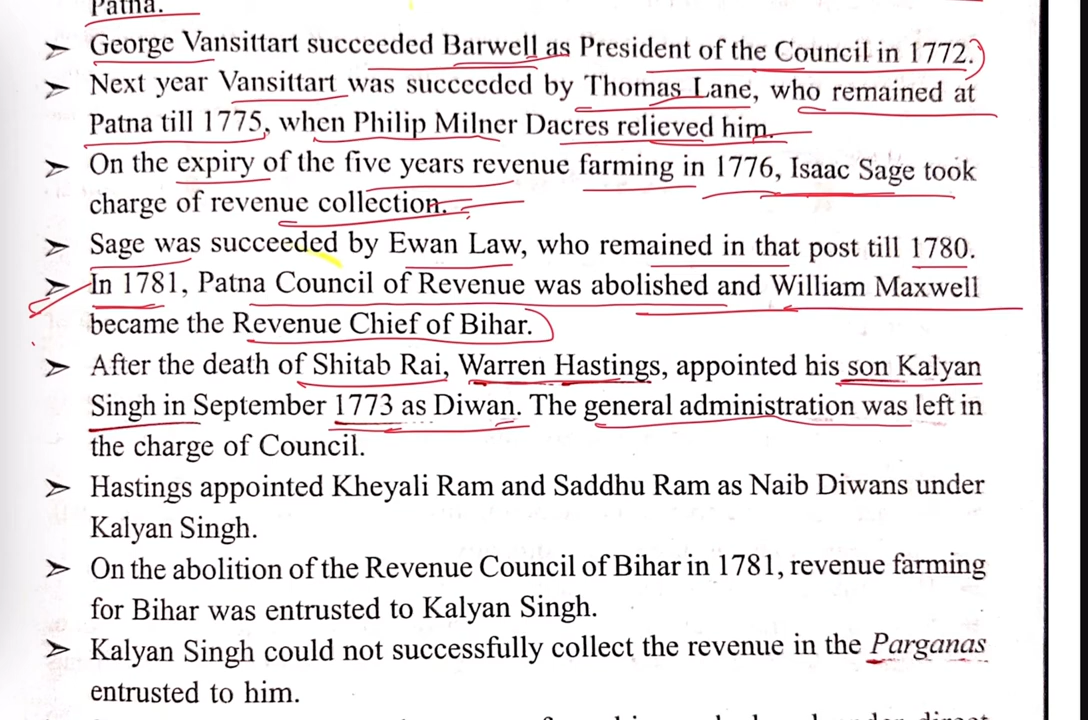 Patna.
➤ George Vansittart succeeded Barwell as President of the Council in 1772.
➤ Next year Vansittart was succeeded by Thomas Lane, who remained at
Patna till 1775, when Philip Milner Dacres relieved him.
➤ On the expiry of the five years revenue farming in 1776, Isaac Sage took
charge of revenue collection.
➤ Sage was succeeded by Ewan Law, who remained in that post till 1780.
➤ In 1781, Patna Council of Revenue was abolished and William Maxwell
became the Revenue Chief of Bihar.
➤ After the death of Shitab Rai, Warren Hastings, appointed his son Kalyan
Singh in September 1773 as Diwan. The general administration was left in
the charge of Council.
➤ Hastings appointed Kheyali Ram and Saddhu Ram as Naib Diwans under
Kalyan Singh.
➤ On the abolition of the Revenue Council of Bihar in 1781, revenue farming
for Bihar was entrusted to Kalyan Singh.
➤ Kalyan Singh could not successfully collect the revenue in the Parganas
entrusted to him.